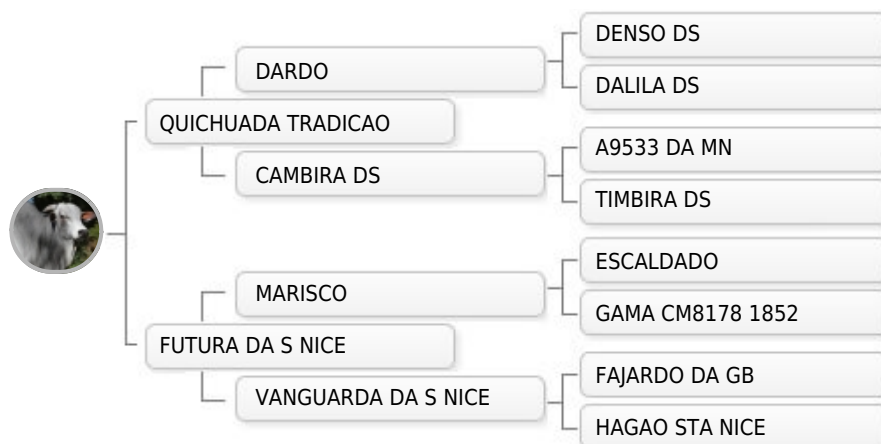 DENSO DS
DARDO
DALILA DS
QUICHUADA TRADICAO
A9533 DA MN
CAMBIRA DS
TIMBIRA DS
ESCALDADO
MARISCO
GAMA CM8178 1852
FUTURA DA S NICE
FAJARDO DA GB
VANGUARDA DA S NICE
HAGAO STA NICE